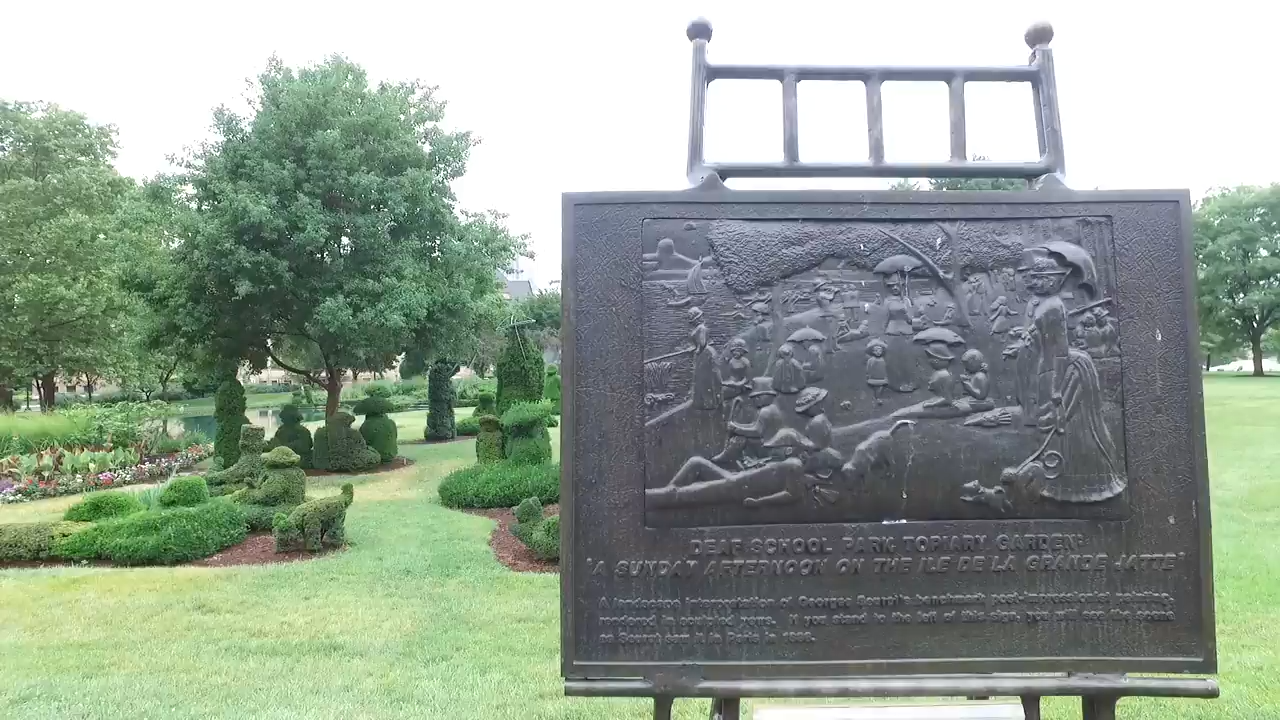 DEAF SCHOOL PARK TOPIARY GARDEN:
'A SUNDAY AFTERNOON ON THE ILE DE LA GRANDE JATTE'
A landscape interpretation of Georges Seurat's benchmark post-impressionist painting,
rendered in sculpted yews. If you stand to the left of this sign, you will see the scene
as Seurat saw it in Paris in